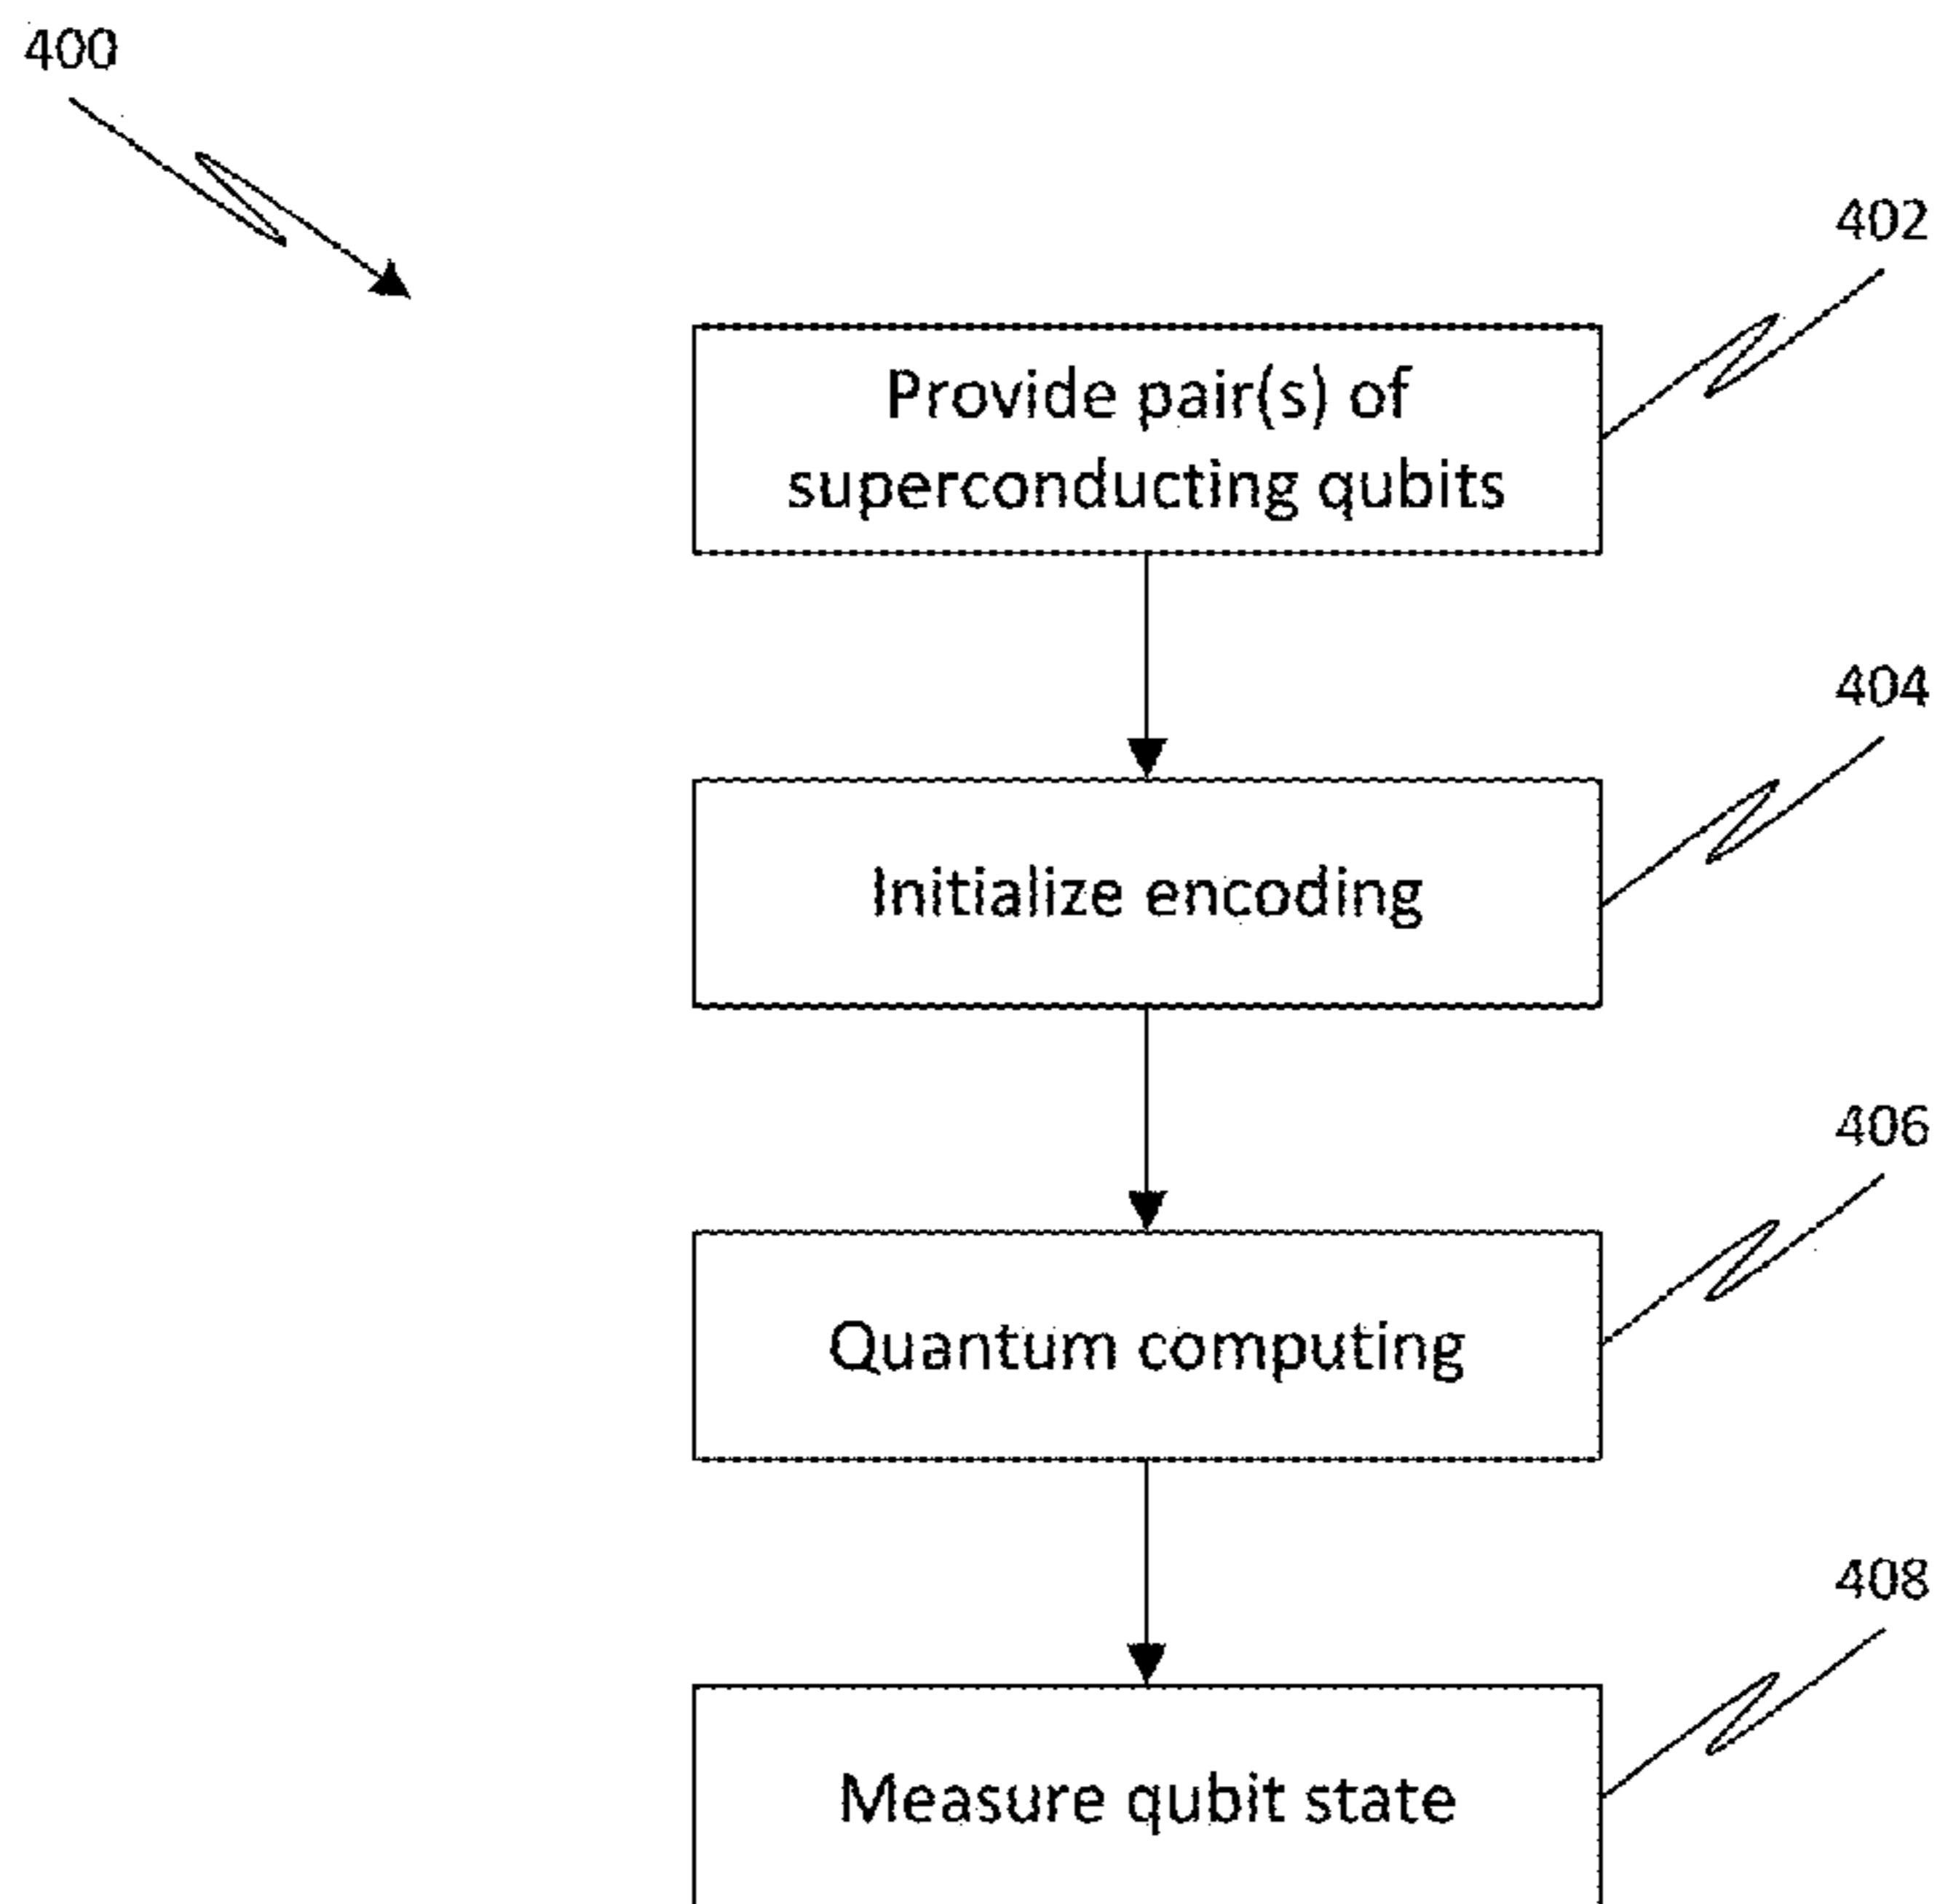 400
402
Provide pair(s) of
superconducting qubits
404
Initialize encoding
406
Quantum computing
408
Measure qubit state